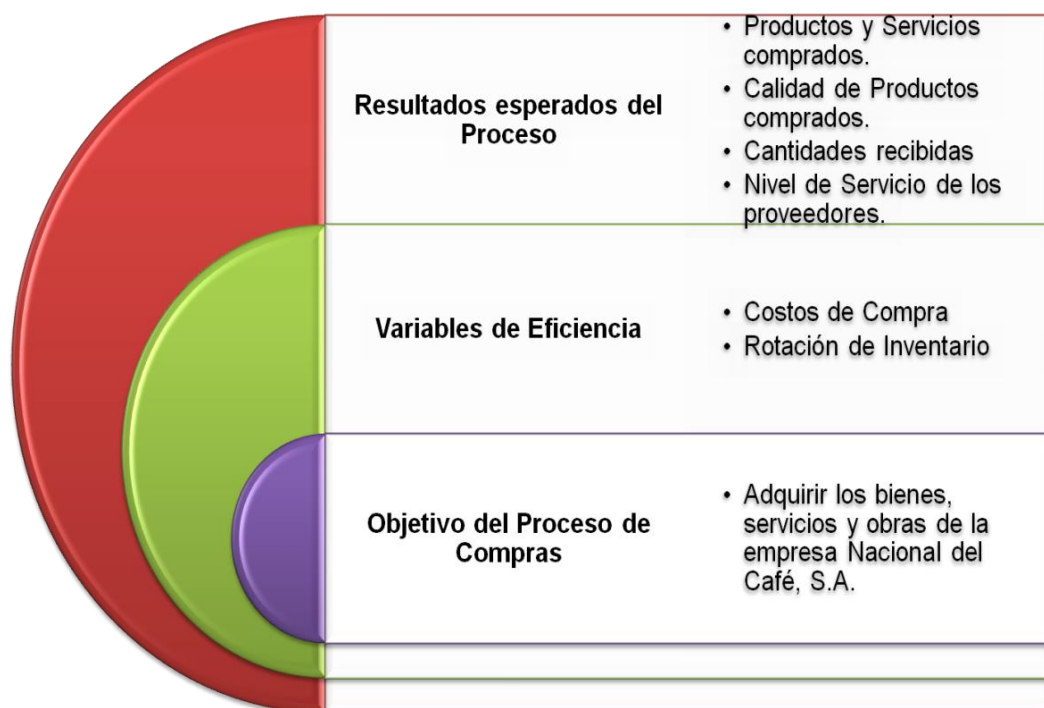 Resultados esperados del
Proceso
• Productos y Servicios
comprados.
• Calidad de Productos
comprados.
• Cantidades recibidas
• Nivel de Servicio de los
proveedores.
Variables de Eficiencia
• Costos de Compra
• Rotación de Inventario
Objetivo del Proceso de
Compras
• Adquirir los bienes,
servicios y obras de la
empresa Nacional del
Café, S.A.